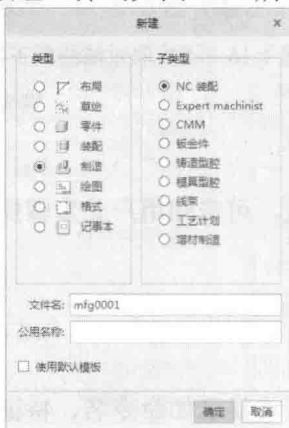 新建
×
类型
布局
草绘
零件
装配
制造
绘图
格式
记事本
子类型
NC 装配
Expert machinist
CMM
钣金件
铸造型腔
模具型腔
线束
工艺计划
增材制造
文件名: mfg0001
公用名称:
使用默认模板
确定
取消